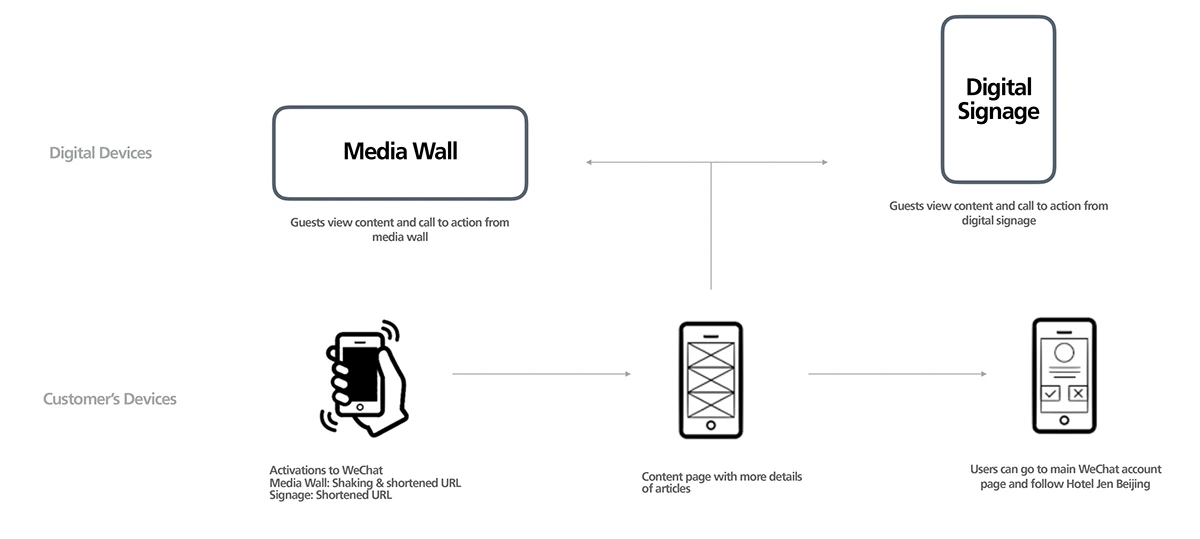 Digital
Signage
Digital Devices
Media Wall
Guests view content and call to action from
media wall
Guests view content and call to action from
digital signage
Customer's Devices
Activations to WeChat
Media Wall: Shaking & shortened URL
Signage: Shortened URL
Content page with more details
of articles
Users can go to main WeChat account
page and follow Hotel Jen Beijing